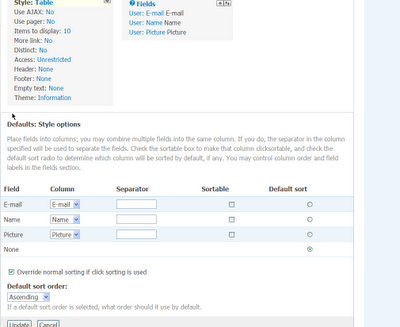 Style: Table
Use AJAX: No
Use pager: No
Items to display: 10
More link: No
Distinct: No
Access: Unrestricted
Header: None
Footer: None
Empty text: None
Theme: Information
Fields
User: E-mail E-mail
User: Name Name
User: Picture Picture
Defaults: Style options
Place fields into columns; you may combine multiple fields into the same column. If you do, the separator in the column
specified will be used to separate the fields. Check the sortable box to make that column clicksortable, and check the
default sort radio to determine which column will be sorted by default, if any. You may control column order and field
labels in the fields section.
Field Column Separator Sortable Default sort
E-mail E-mail
Name Name
Picture Picture
None
Override normal sorting if click sorting is used
Default sort order:
Ascending
If a default sort order is selected, what order should it use by default.
Update Cancel